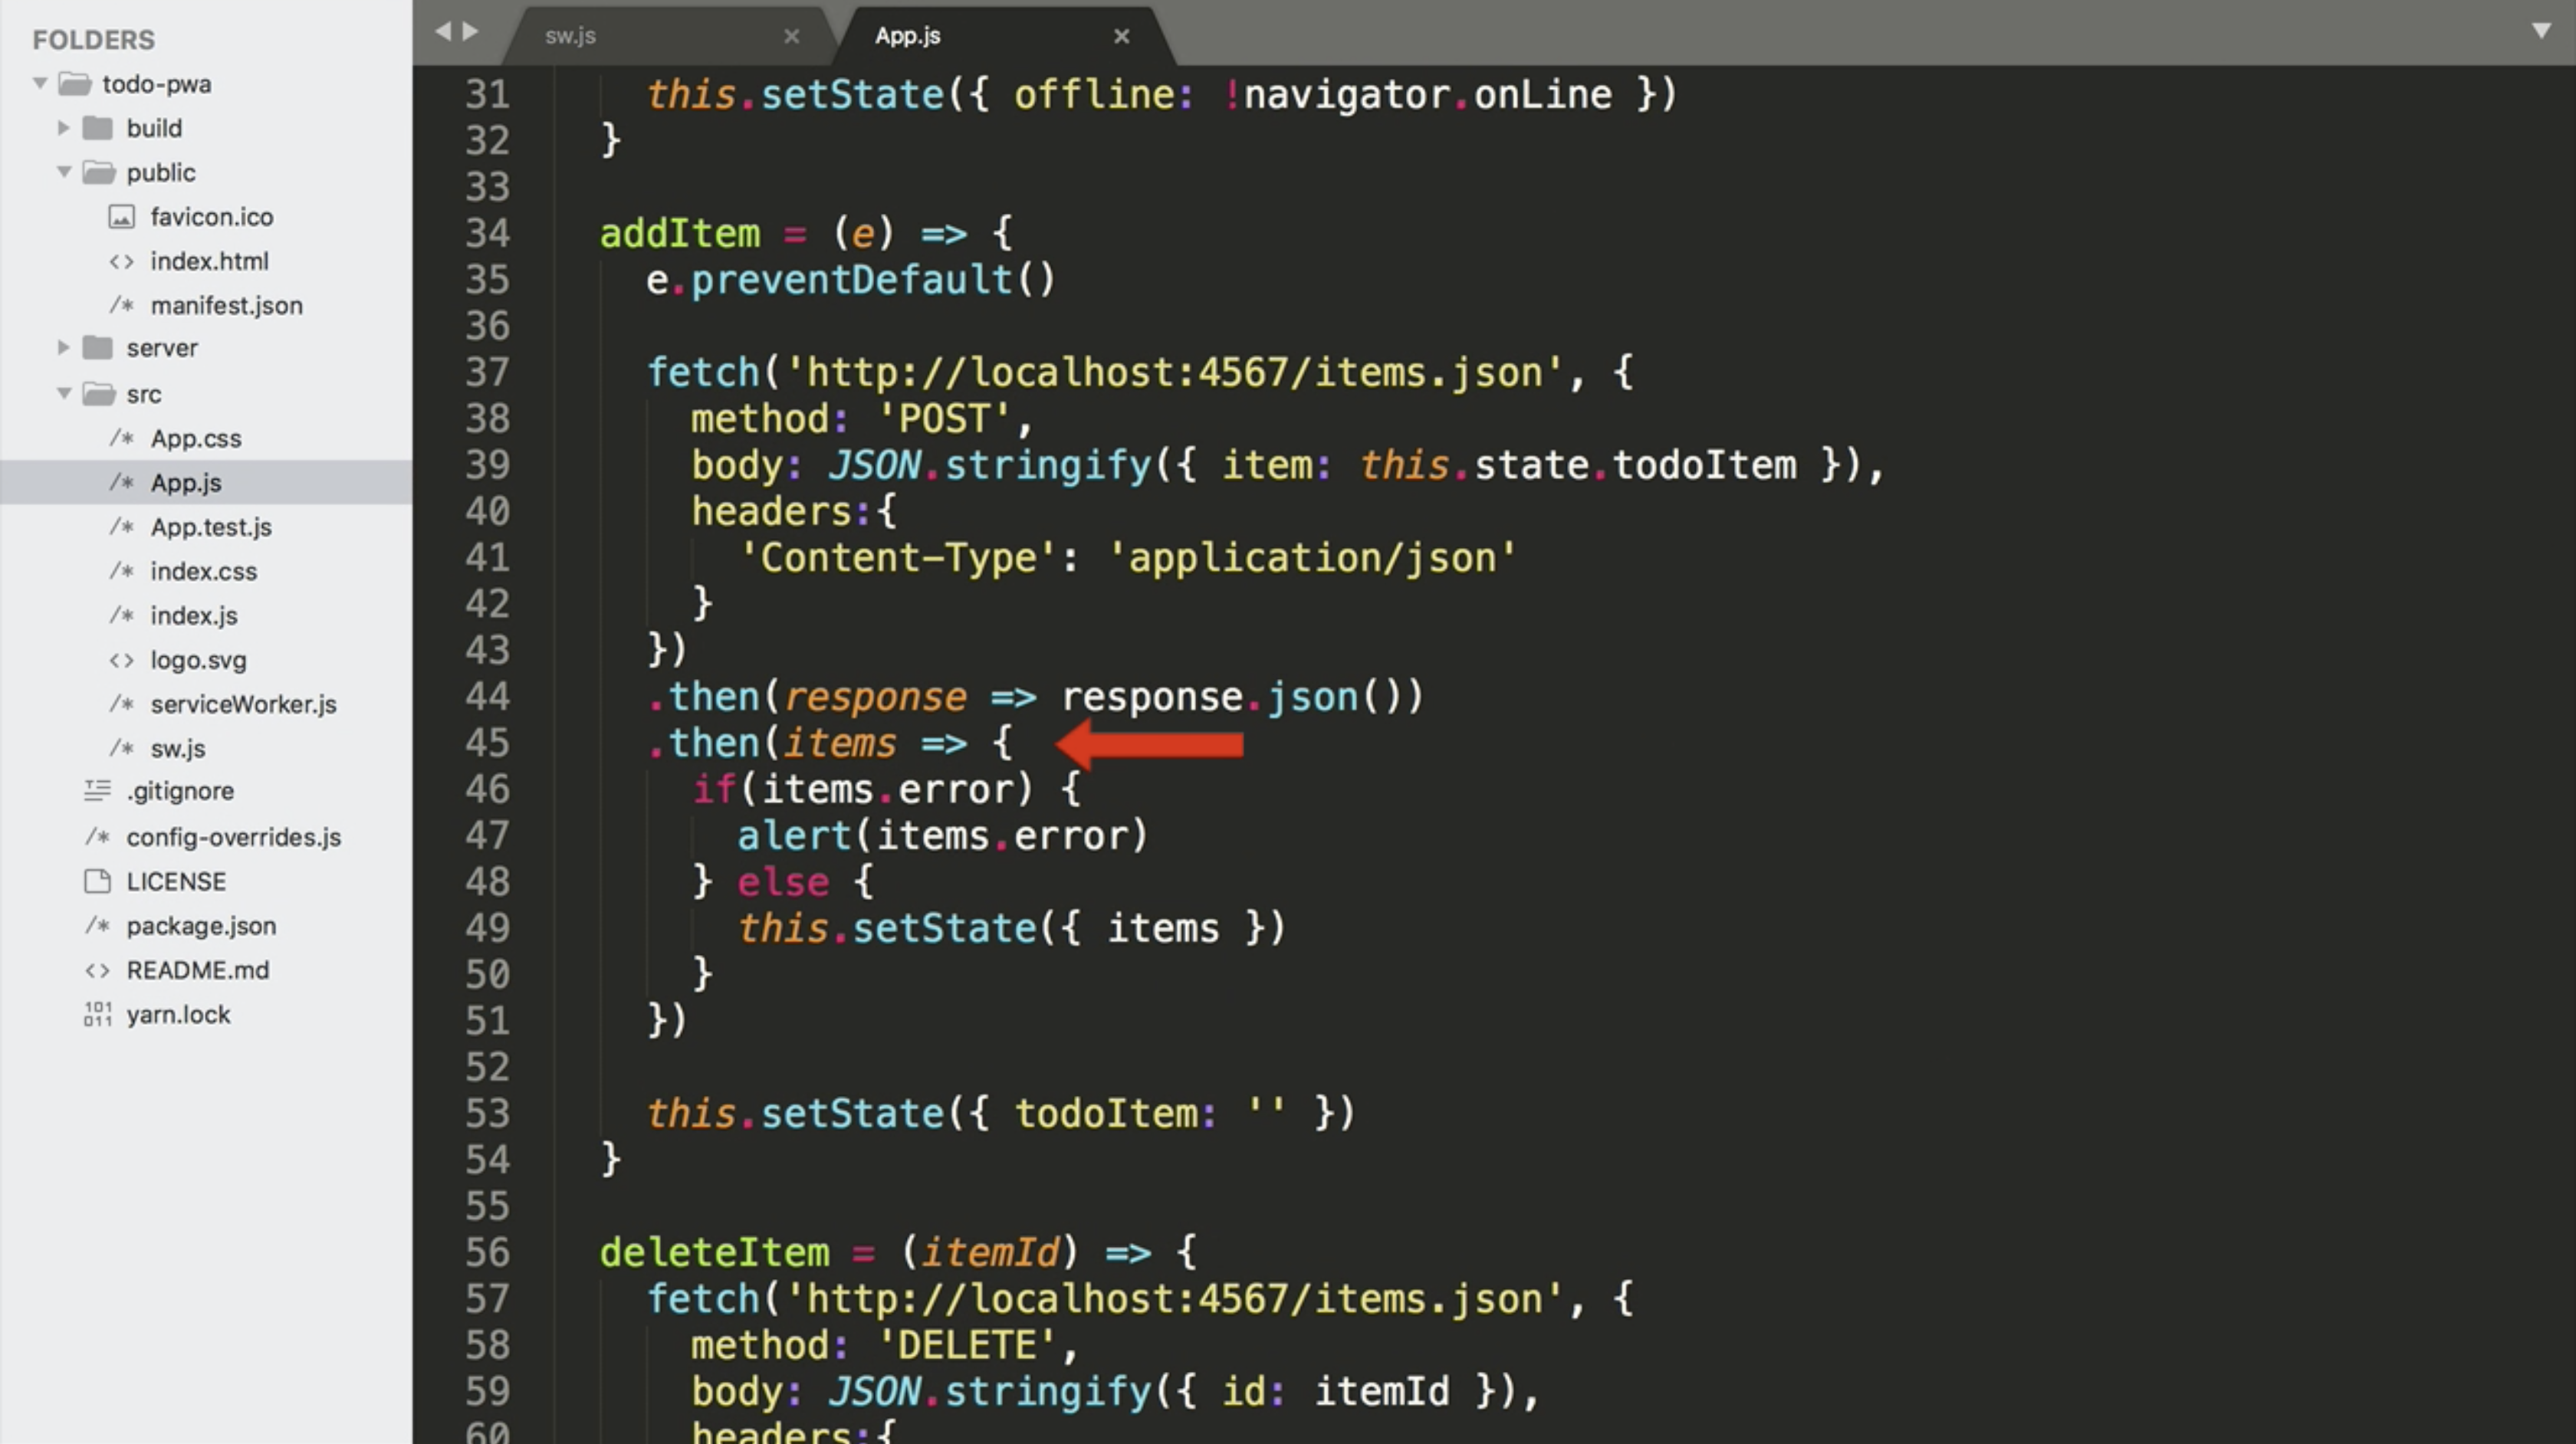 FOLDERS
todo-pwa
build
public
favicon.ico
index.html
manifest.json
server
src
App.css
App.js
App.test.js
index.css
index.js
logo.svg
serviceWorker.js
sw.js
.gitignore
config-overrides.js
LICENSE
package.json
README.md
yarn.lock
sw.js
App.js
31 this.setState({ offline: !navigator.onLine })
32 }
33
34 addItem = (e) => {
35 e.preventDefault()
36
37 fetch('http://localhost:4567/items.json', {
38 method: 'POST',
39 body: JSON.stringify({ item: this.state.todoItem }),
40 headers:{
41 'Content-Type': 'application/json'
42 }
43 })
44 .then(response => response.json())
45 .then(items => {
46 if(items.error) {
47 alert(items.error)
48 } else {
49 this.setState({ items })
50 }
51 })
52
53 this.setState({ todoItem: '' })
54 }
55
56 deleteItem = (itemId) => {
57 fetch('http://localhost:4567/items.json', {
58 method: 'DELETE',
59 body: JSON.stringify({ id: itemId }),
60 headers:{